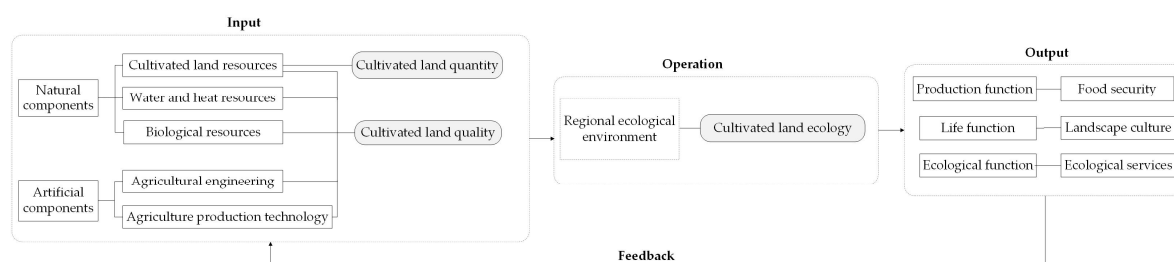 Input
Natural
components
Cultivated land resources
Water and heat resources
Biological resources
Cultivated land quantity
Cultivated land quality
Artificial
components
Agricultural engineering
Agriculture production technology
Operation
Regional ecological
environment
Cultivated land ecology
Output
Production function
Food security
Life function
Landscape culture
Ecological function
Ecological services
Feedback